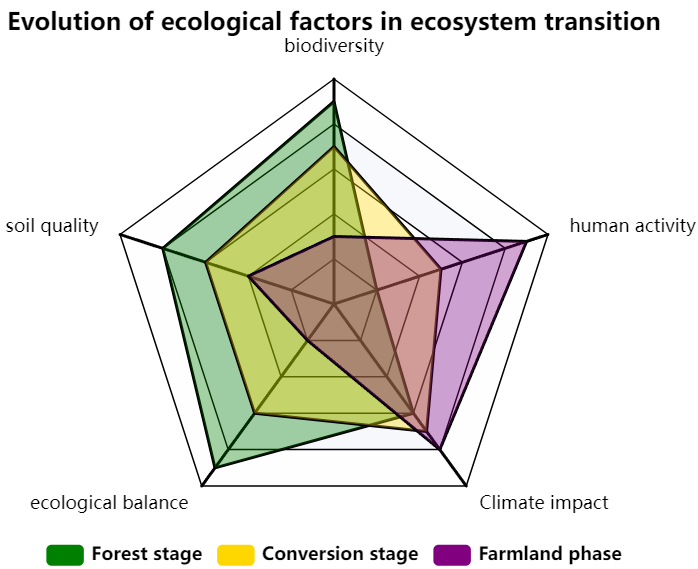 Evolution of ecological factors in ecosystem transition
biodiversity
soil quality
human activity
ecological balance
Climate impact
Forest stage
Conversion stage
Farmland phase